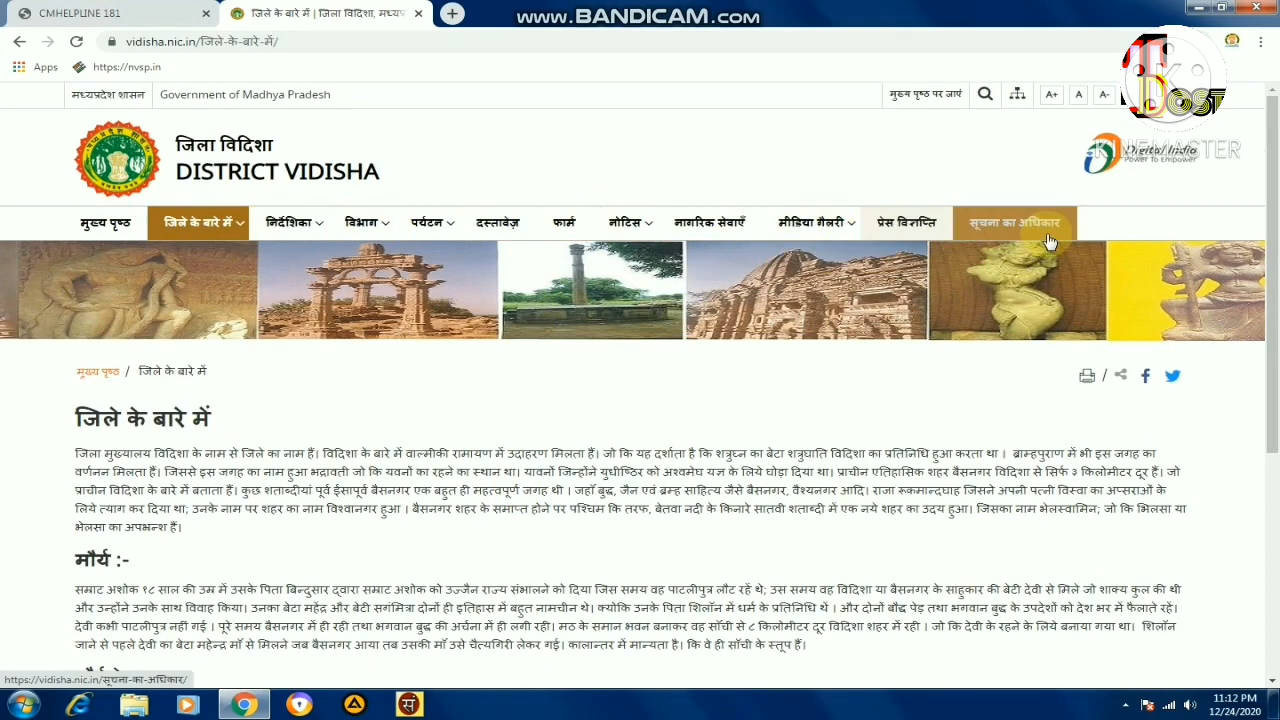 www.BANDICAM.com
CMHELPLINE 181
जिले के बारे में | जिला विदिशा, मध्यप्र
vidisha.nic.in/जिले-के-बारे-में/
Apps
https://nvsp.in
मध्यप्रदेश शासन
Government of Madhya Pradesh
मुख्य पृष्ठ पर जाएं
A+
A
A-
DOST
जिला विदिशा
DISTRICT VIDISHA
Digital India
Power To Empower
KINEMASTER
मुख्य पृष्ठ
जिले के बारे में
निर्देशिका
विभाग
पर्यटन
दस्तावेज़
फ़ार्म
नोटिस
नागरिक सेवाएँ
मीडिया गैलरी
प्रेस विज्ञप्ति
सूचना का अधिकार
मुख्य पृष्ठ / जिले के बारे में
जिले के बारे में
जिला मुख्यालय विदिशा के नाम से जिले का नाम हैं। विदिशा के बारे में वाल्मीकी रामायण में उदाहरण मिलता हैं। जो कि यह दर्शाता है कि शत्रुघ्न का बेटा शत्रुघाति विदिशा का प्रतिनिधि हुआ करता था । ब्राम्हपुराण में भी इस जगह का
वर्णनन मिलता हैं। जिससे इस जगह का नाम हुआ भद्रावती जो कि यवनों का रहने का स्थान था। यावनों जिन्होंने युधीष्ठिर को अश्वमेघ यज्ञ के लिये घोड़ा दिया था। प्राचीन एतिहासिक शहर बैसनगर विदिशा से सिर्फ ३ किलोमीटर दूर हैं। जो
प्राचीन विदिशा के बारे में बताता हैं। कुछ शताब्दीयां पूर्व ईसापूर्व बैसनगर एक बहुत ही महत्वपूर्ण जगह थी । जहाँ बुद्ध, जैन एवं ब्रम्ह साहित्य जैसे बैसनगर, वैश्यनगर आदि। राजा रूकमान्दघाह जिसने अपनी पत्नी विस्वा का अप्सराओं के
लिये त्याग कर दिया था; उनके नाम पर शहर का नाम विश्वानगर हुआ । बैसनगर शहर के समाप्त होने पर पश्चिम कि तरफ, बेतवा नदी के किनारे सातवी शताब्दी में एक नये शहर का उदय हुआ। जिसका नाम भेलस्वामिन; जो कि भिलसा या
भेलसा का अपभ्रन्श हैं।
मौर्य :-
सम्राट अशोक १८ साल की उम्र में उसके पिता बिन्दुसार द्वारा सम्राट अशोक को उज्जैन राज्य संभालने को दिया जिस समय वह पाटलीपुत्र लौट रहें थे; उस समय वह विदिशा या बैसनगर के साहुकार की बेटी देवी से मिले जो शाक्य कुल की थी
और उन्होंने उनके साथ विवाह किया। उनका बेटा महेंद्र और बेटी संगमित्रा दोनों ही इतिहास में बहुत नामचीन थे। क्योकि उनके पिता शिलॉन में धर्म के प्रतिनिधि थें । और दोनों बौद्ध पेड़ तथा भगवान बुद्ध के उपदेशों को देश भर में फैलाते रहें।
देवी कभी पाटलीपुत्र नहीं गई । पूरे समय बैसनगर में ही रही तथा भगवान बुद्ध की अर्चना में ही लगी रही। मठ के समान भवन बनाकर वह सॉची से ८ किलोमीटर दूर विदिशा शहर में रही । जो कि देवी के रहने के लिये बनाया गया था। शिलॉन
जाने से पहले देवी का बेटा महेन्द्र मॉ से मिलने जब बैसनगर आया तब उसकी मॉ उसे चैत्यगिरी लेकर गई। कालान्तर में मान्यता है। कि वे ही सॉची के स्तूप हैं।
https://vidisha.nic.in/सूचना-का-अधिकार/
11:12 PM
12/24/2020